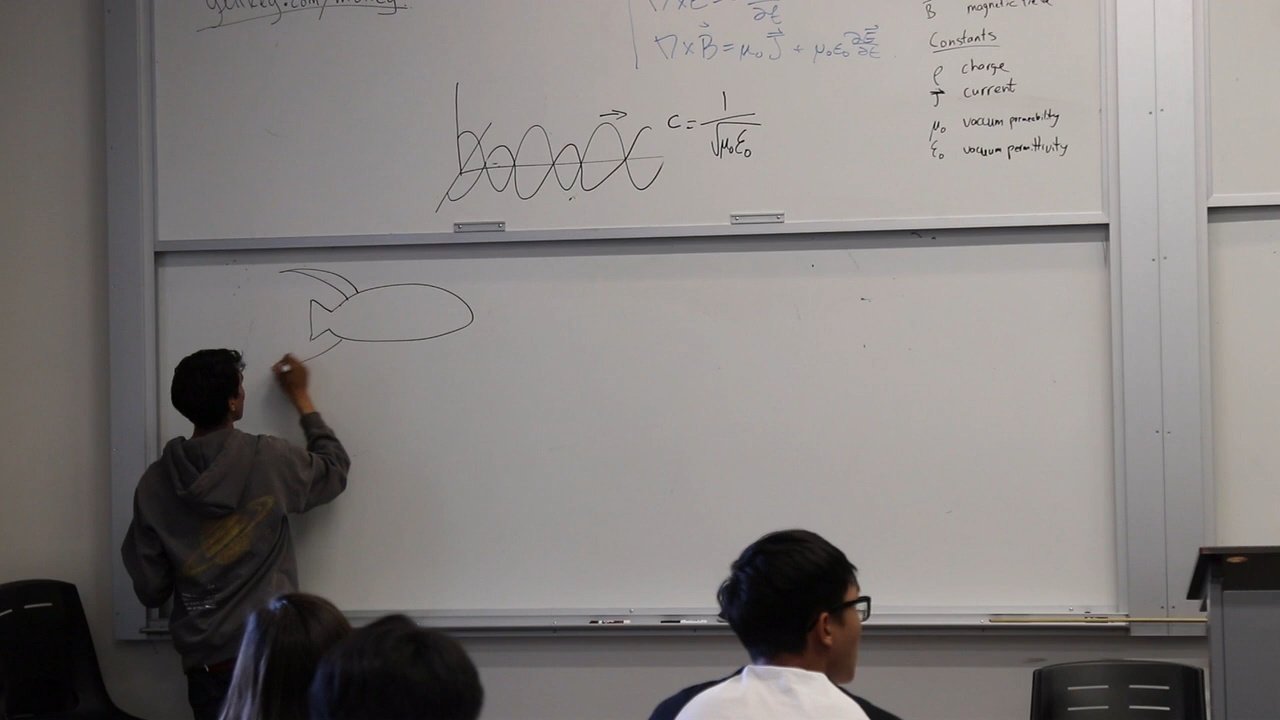 ∇×B⃗ = μ₀J⃗ + μ₀ε₀ ∂E⃗/∂t
B⃗ magnetic field
Constants
ρ charge
J⃗ current
μ₀ vacuum permeability
ε₀ vacuum permittivity
c = 1/√μ₀ε₀